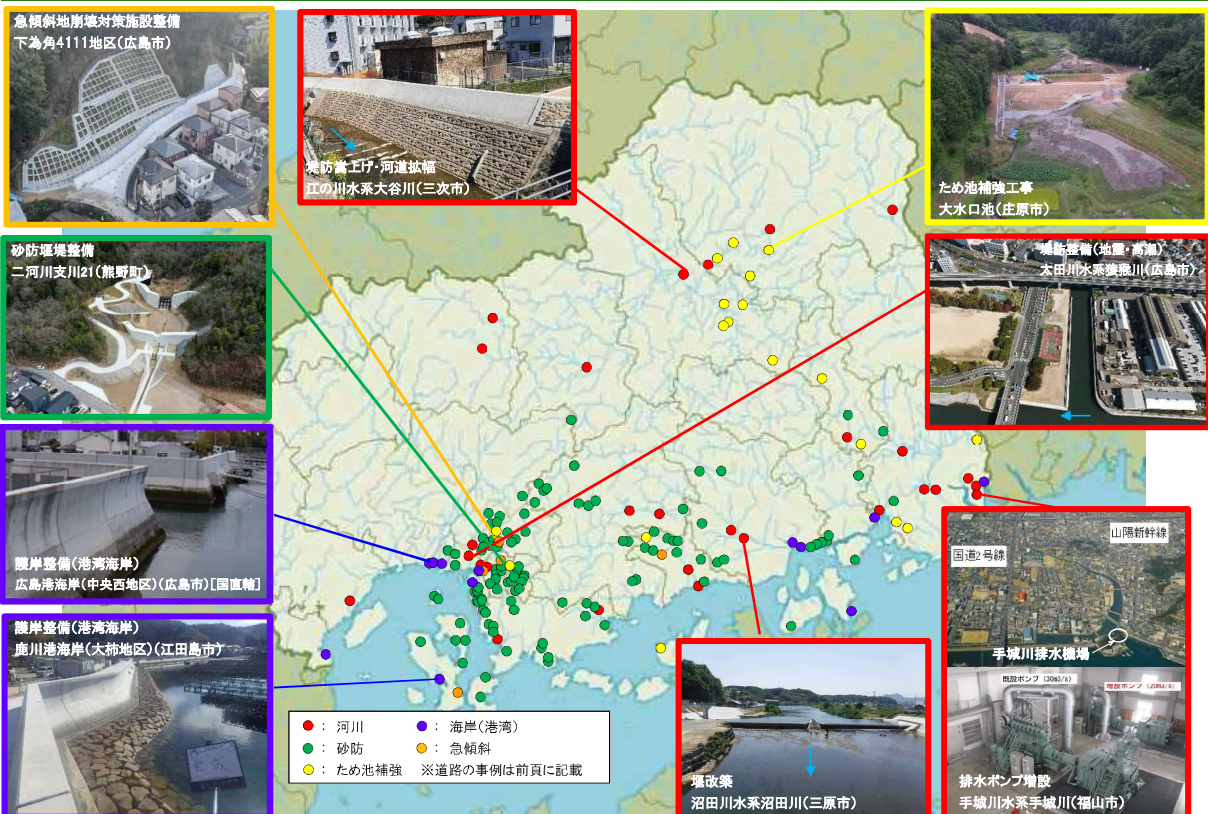 急傾斜地崩壊対策施設整備
下為角4111地区(広島市)
堤防嵩上げ・河道拡幅
江の川水系大谷川(三次市)
ため池補強工事
大水口池(庄原市)
砂防堰堤整備
二河川支川21(熊野町)
堤防整備(地震・高潮)
太田川水系猿猴川(広島市)
護岸整備(港湾海岸)
広島港海岸(中央西地区)(広島市)[国直轄]
護岸整備(港湾海岸)
鹿川港海岸(大柿地区)(江田島市)
山陽新幹線
国道2号線
手城川排水機場
既設ポンプ(30m3/s)
増設ポンプ(20m3/s)
排水ポンプ増設
手城川水系手城川(福山市)
堰改築
沼田川水系沼田川(三原市)
：河川
：海岸(港湾)
：砂防
：急傾斜
：ため池補強
※道路の事例は前頁に記載